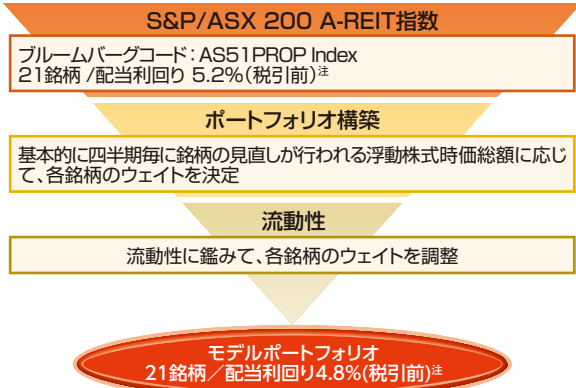 S&P/ASX 200 A-REIT指数
ブルームバーグコード：AS51PROP Index
21銘柄 /配当利回り 5.2%(税引前)注
ポートフォリオ構築
基本的に四半期毎に銘柄の見直しが行われる浮動株式時価総額に応じ
て、各銘柄のウェイトを決定
流動性
流動性に鑑みて、各銘柄のウェイトを調整
モデルポートフォリオ
21銘柄／配当利回り4.8%(税引前)注